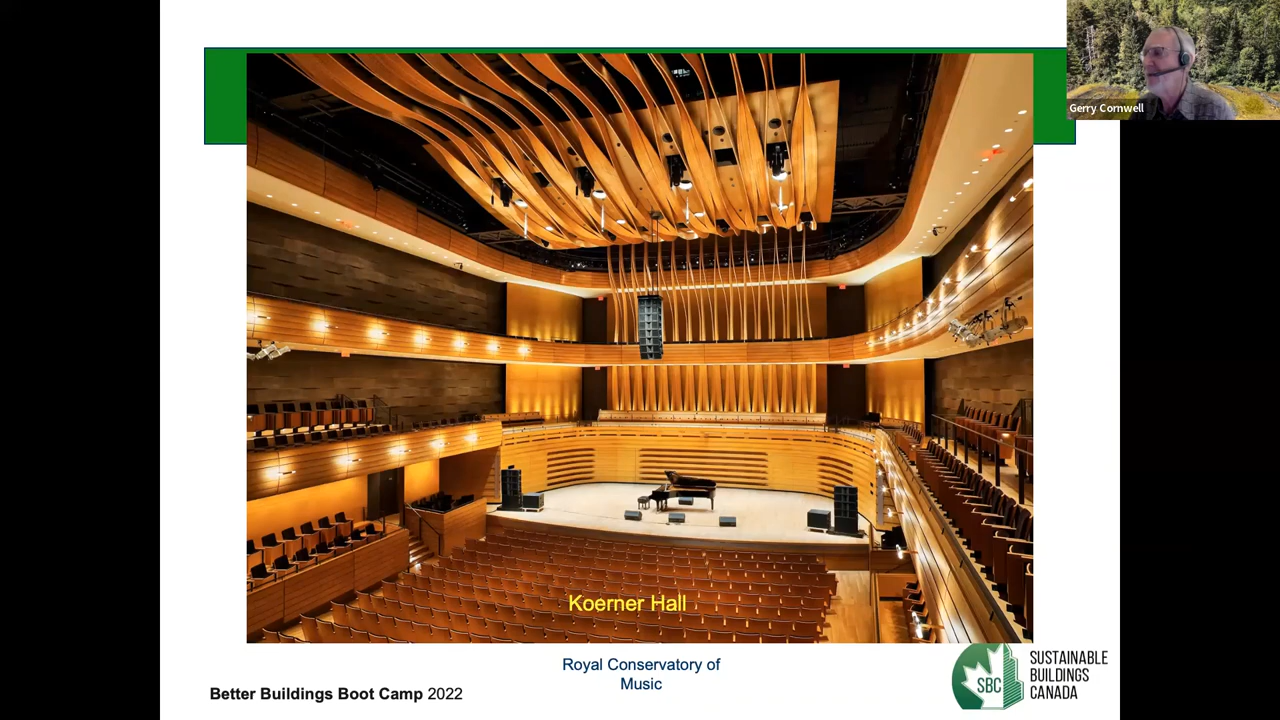 Gerry Cornwell
Koerner Hall
Royal Conservatory of
Music
Better Buildings Boot Camp 2022
SBC
SUSTAINABLE
BUILDINGS
CANADA